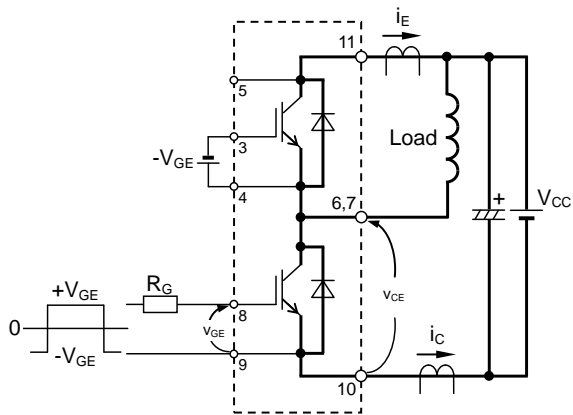 i_E
11
5
3
-V_GE
4
Load
6,7
+
V_CC
+V_GE
R_G
0
8
v_GE
v_CE
-V_GE
9
i_C
10